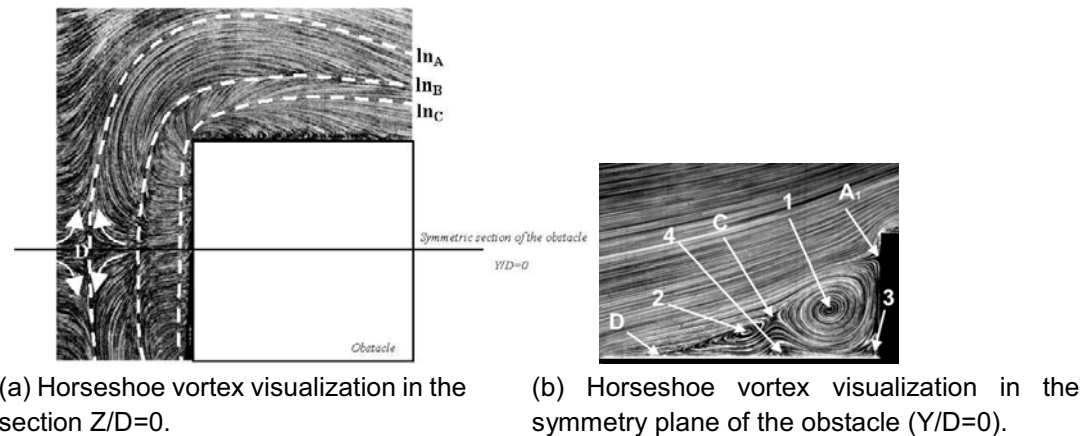 ln_A
ln_B
ln_C
D
Symmetric section of the obstacle
Y/D=0
Obstacle
1
A₁
C
4
2
3
D
(a) Horseshoe vortex visualization in the
section Z/D=0.
(b) Horseshoe vortex visualization in the
symmetry plane of the obstacle (Y/D=0).